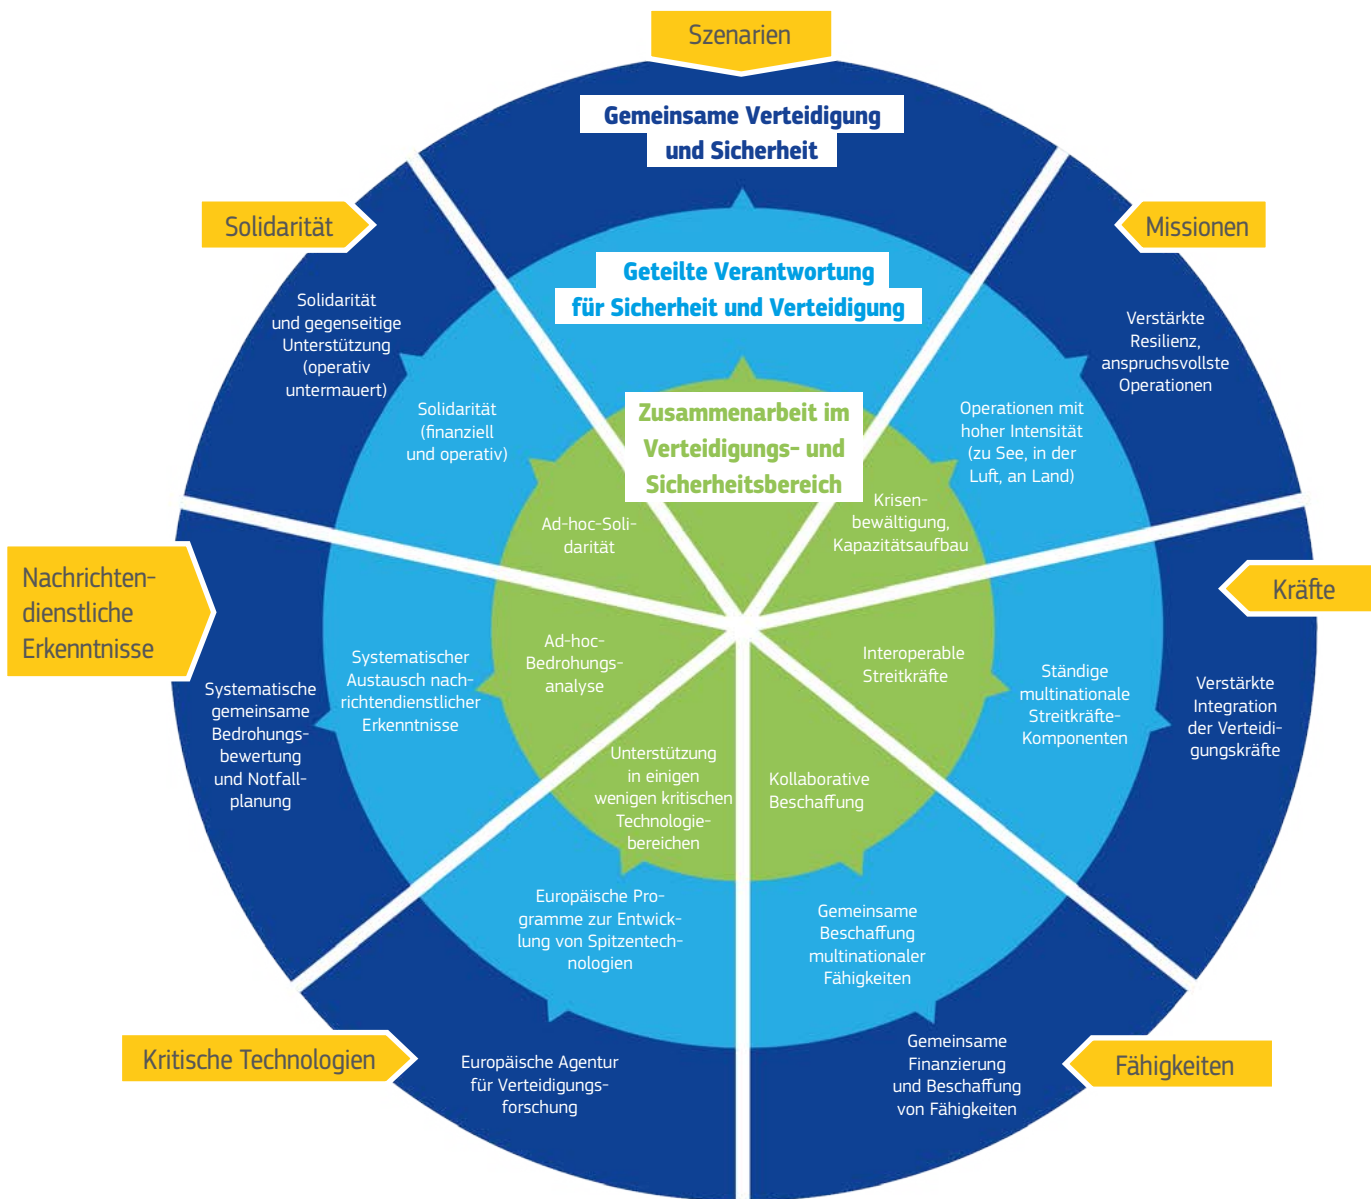 Szenarien
Gemeinsame Verteidigung
und Sicherheit
Geteilte Verantwortung
für Sicherheit und Verteidigung
Zusammenarbeit im
Verteidigungs- und
Sicherheitsbereich
Missionen
Verstärkte
Resilienz,
anspruchsvollste
Operationen
Operationen mit
hoher Intensität
(zu See, in der
Luft, an Land)
Krisen-
bewältigung,
Kapazitätsaufbau
Kräfte
Verstärkte
Integration
der Verteidi-
gungskräfte
Ständige
multinationale
Streitkräfte-
Komponenten
Interoperable
Streitkräfte
Fähigkeiten
Gemeinsame
Finanzierung
und Beschaffung
von Fähigkeiten
Gemeinsame
Beschaffung
multinationaler
Fähigkeiten
Kollaborative
Beschaffung
Kritische Technologien
Europäische Agentur
für Verteidigungs-
forschung
Europäische Pro-
gramme zur Entwick-
lung von Spitzentech-
nologien
Unterstützung
in einigen
wenigen kritischen
Technologie-
bereichen
Nachrichten-
dienstliche
Erkenntnisse
Systematische
gemeinsame
Bedrohungs-
bewertung
und Notfall-
planung
Systematischer
Austausch nach-
richtendienstlicher
Erkenntnisse
Ad-hoc-
Bedrohungs-
analyse
Solidarität
Solidarität
und gegenseitige
Unterstützung
(operativ
untermauert)
Solidarität
(finanziell
und operativ)
Ad-hoc-Soli-
darität